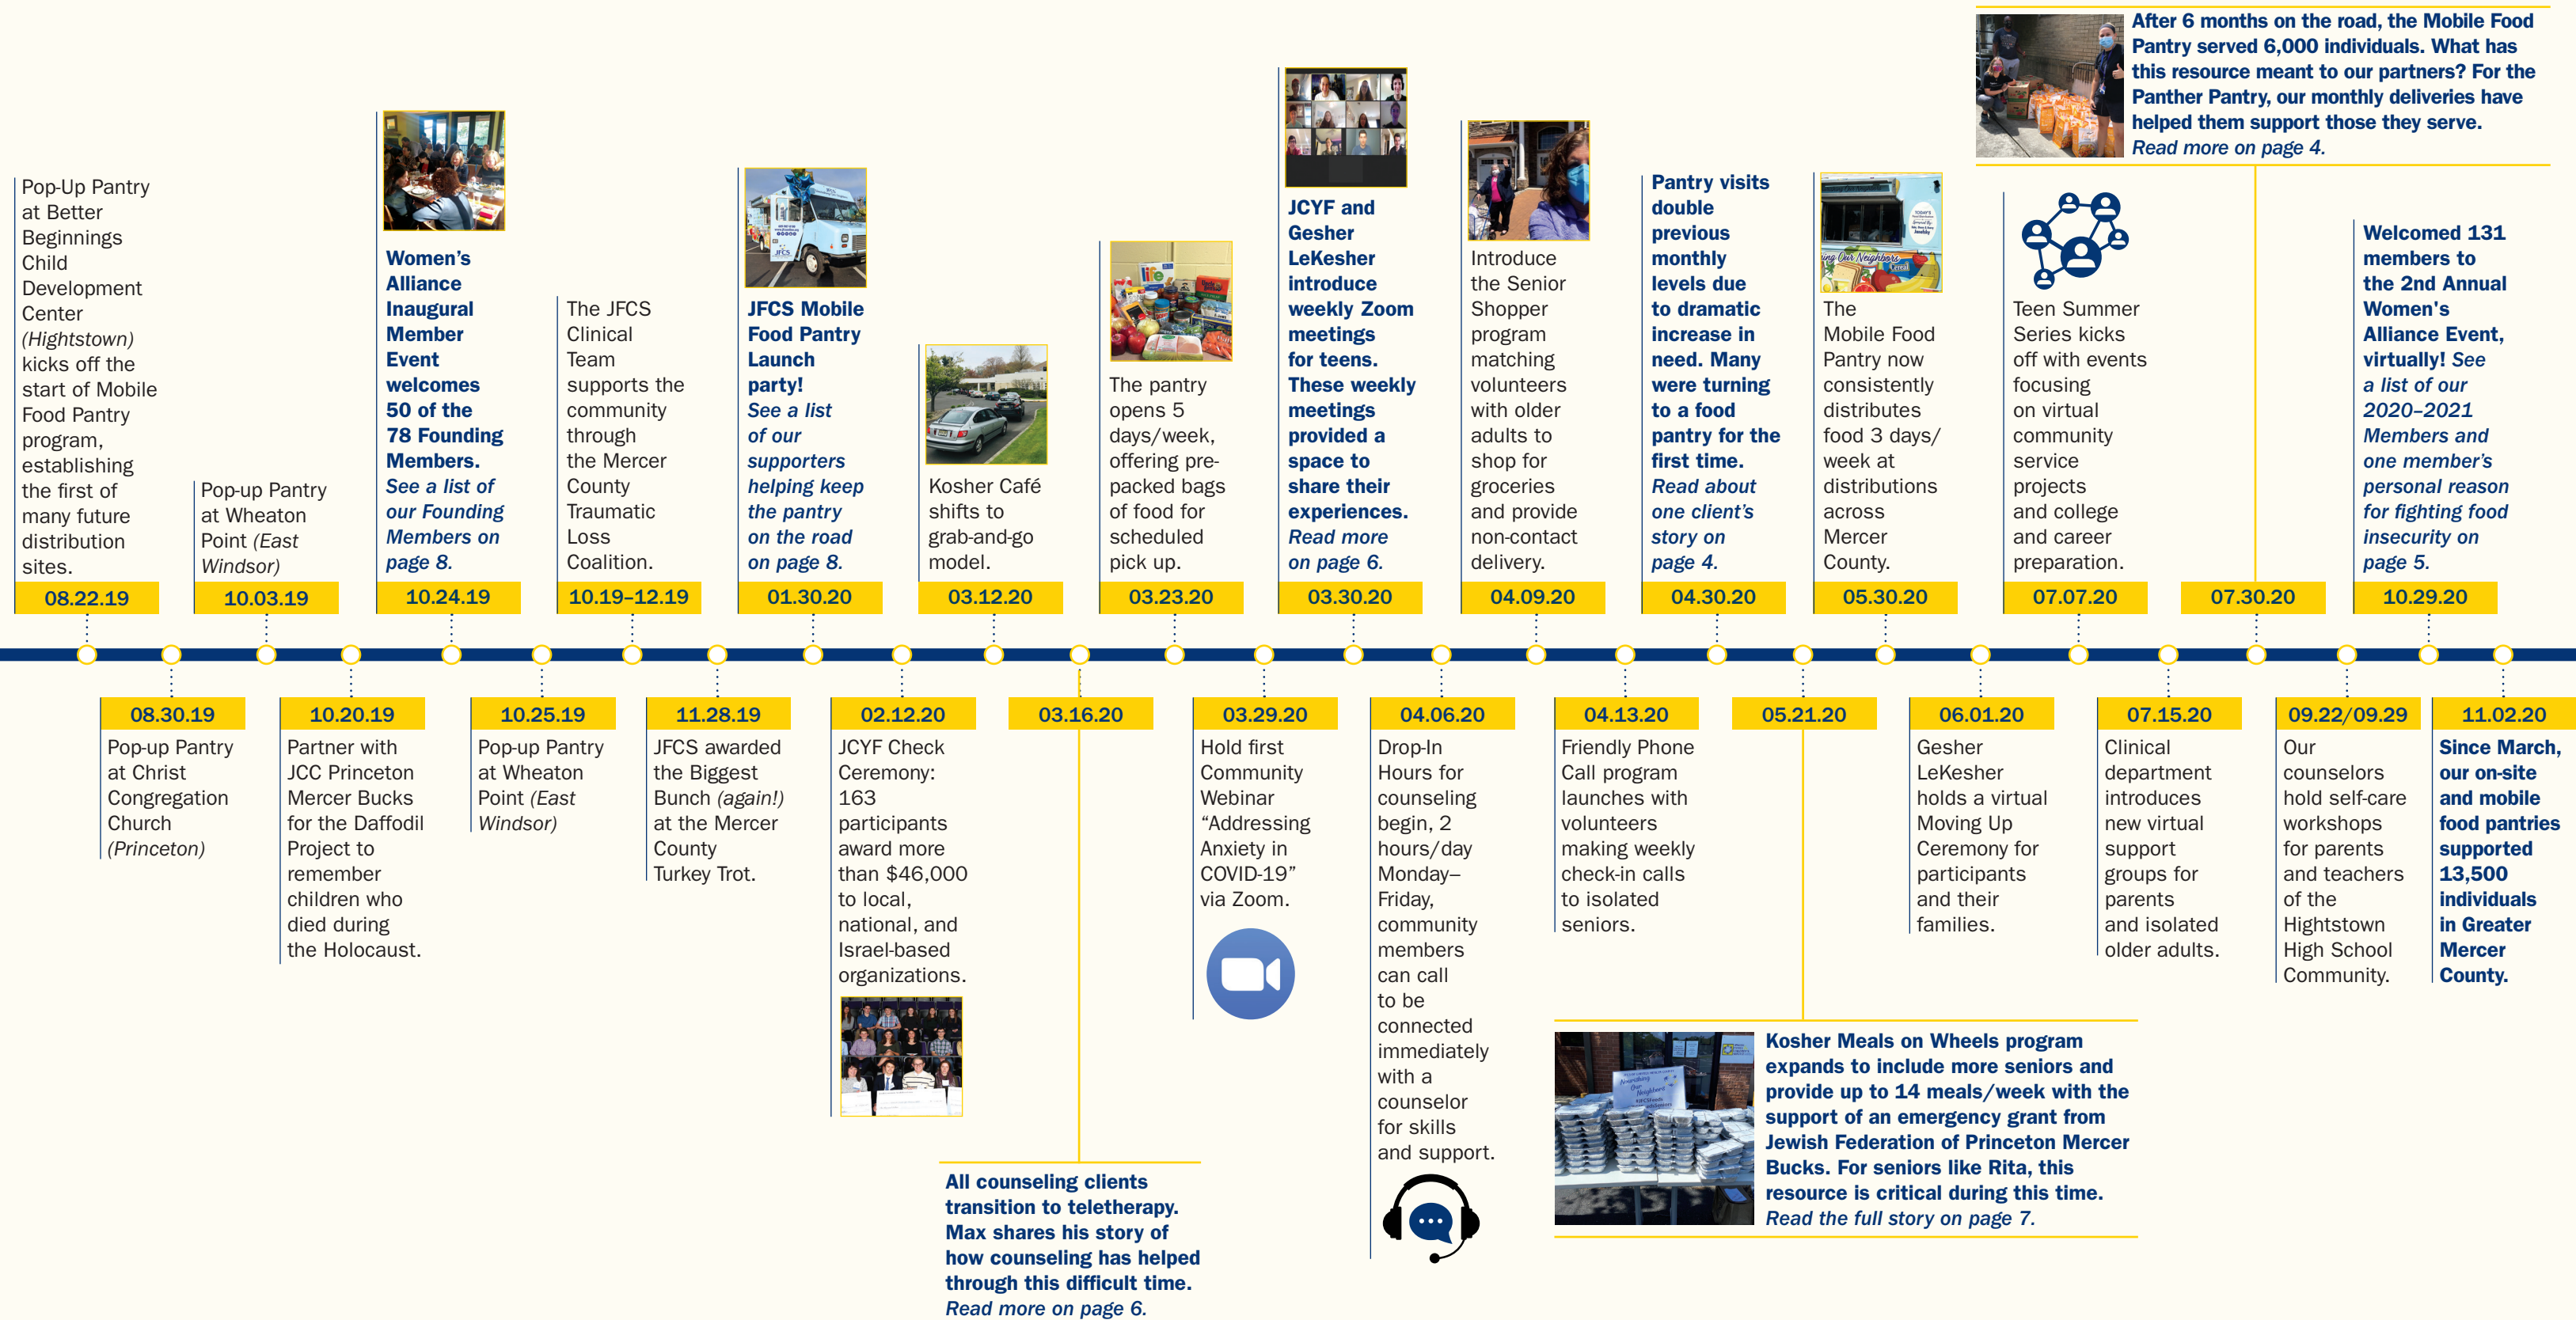 After 6 months on the road, the Mobile Food
Pantry served 6,000 individuals. What has
this resource meant to our partners? For the
Panther Pantry, our monthly deliveries have
helped them support those they serve.
Read more on page 4.
Pop-Up Pantry
at Better
Beginnings
Child
Development
Center
(Hightstown)
kicks off the
start of Mobile
Food Pantry
program,
establishing
the first of
many future
distribution
sites.
08.22.19
Pop-up Pantry
at Wheaton
Point (East
Windsor)
10.03.19
Women's
Alliance
Inaugural
Member
Event
welcomes
50 of the
78 Founding
Members.
See a list of
our Founding
Members on
page 8.
10.24.19
The JFCS
Clinical
Team
supports the
community
through
the Mercer
County
Traumatic
Loss
Coalition.
10.19–12.19
JFCS
JFCS Mobile
Food Pantry
Launch
party!
See a list
of our
supporters
helping keep
the pantry
on the road
on page 8.
01.30.20
Kosher Café
shifts to
grab-and-go
model.
03.12.20
life
The pantry
opens 5
days/week,
offering pre-
packed bags
of food for
scheduled
pick up.
03.23.20
JCYF and
Gesher
LeKesher
introduce
weekly Zoom
meetings
for teens.
These weekly
meetings
provided a
space to
share their
experiences.
Read more
on page 6.
03.30.20
Introduce
the Senior
Shopper
program
matching
volunteers
with older
adults to
shop for
groceries
and provide
non-contact
delivery.
04.09.20
Pantry visits
double
previous
monthly
levels due
to dramatic
increase in
need. Many
were turning
to a food
pantry for the
first time.
Read about
one client's
story on
page 4.
04.30.20
TODAY'S
ing Our Neighbors
Cereal
The
Mobile Food
Pantry now
consistently
distributes
food 3 days/
week at
distributions
across
Mercer
County.
05.30.20
Teen Summer
Series kicks
off with events
focusing
on virtual
community
service
projects
and college
and career
preparation.
07.07.20
07.30.20
Welcomed 131
members to
the 2nd Annual
Women's
Alliance Event,
virtually! See
a list of our
2020–2021
Members and
one member's
personal reason
for fighting food
insecurity on
page 5.
10.29.20
08.30.19
Pop-up Pantry
at Christ
Congregation
Church
(Princeton)
10.20.19
Partner with
JCC Princeton
Mercer Bucks
for the Daffodil
Project to
remember
children who
died during
the Holocaust.
10.25.19
Pop-up Pantry
at Wheaton
Point (East
Windsor)
11.28.19
JFCS awarded
the Biggest
Bunch (again!)
at the Mercer
County
Turkey Trot.
02.12.20
JCYF Check
Ceremony:
163
participants
award more
than $46,000
to local,
national, and
Israel-based
organizations.
03.16.20
All counseling clients
transition to teletherapy.
Max shares his story of
how counseling has helped
through this difficult time.
Read more on page 6.
03.29.20
Hold first
Community
Webinar
“Addressing
Anxiety in
COVID-19”
via Zoom.
04.06.20
Drop-In
Hours for
counseling
begin, 2
hours/day
Monday–
Friday,
community
members
can call
to be
connected
immediately
with a
counselor
for skills
and support.
04.13.20
Friendly Phone
Call program
launches with
volunteers
making weekly
check-in calls
to isolated
seniors.
05.21.20
Nourishing
Our
Neighbors
Kosher Meals on Wheels program
expands to include more seniors and
provide up to 14 meals/week with the
support of an emergency grant from
Jewish Federation of Princeton Mercer
Bucks. For seniors like Rita, this
resource is critical during this time.
Read the full story on page 7.
06.01.20
Gesher
LeKesher
holds a virtual
Moving Up
Ceremony for
participants
and their
families.
07.15.20
Clinical
department
introduces
new virtual
support
groups for
parents
and isolated
older adults.
09.22/09.29
Our
counselors
hold self-care
workshops
for parents
and teachers
of the
Hightstown
High School
Community.
11.02.20
Since March,
our on-site
and mobile
food pantries
supported
13,500
individuals
in Greater
Mercer
County.